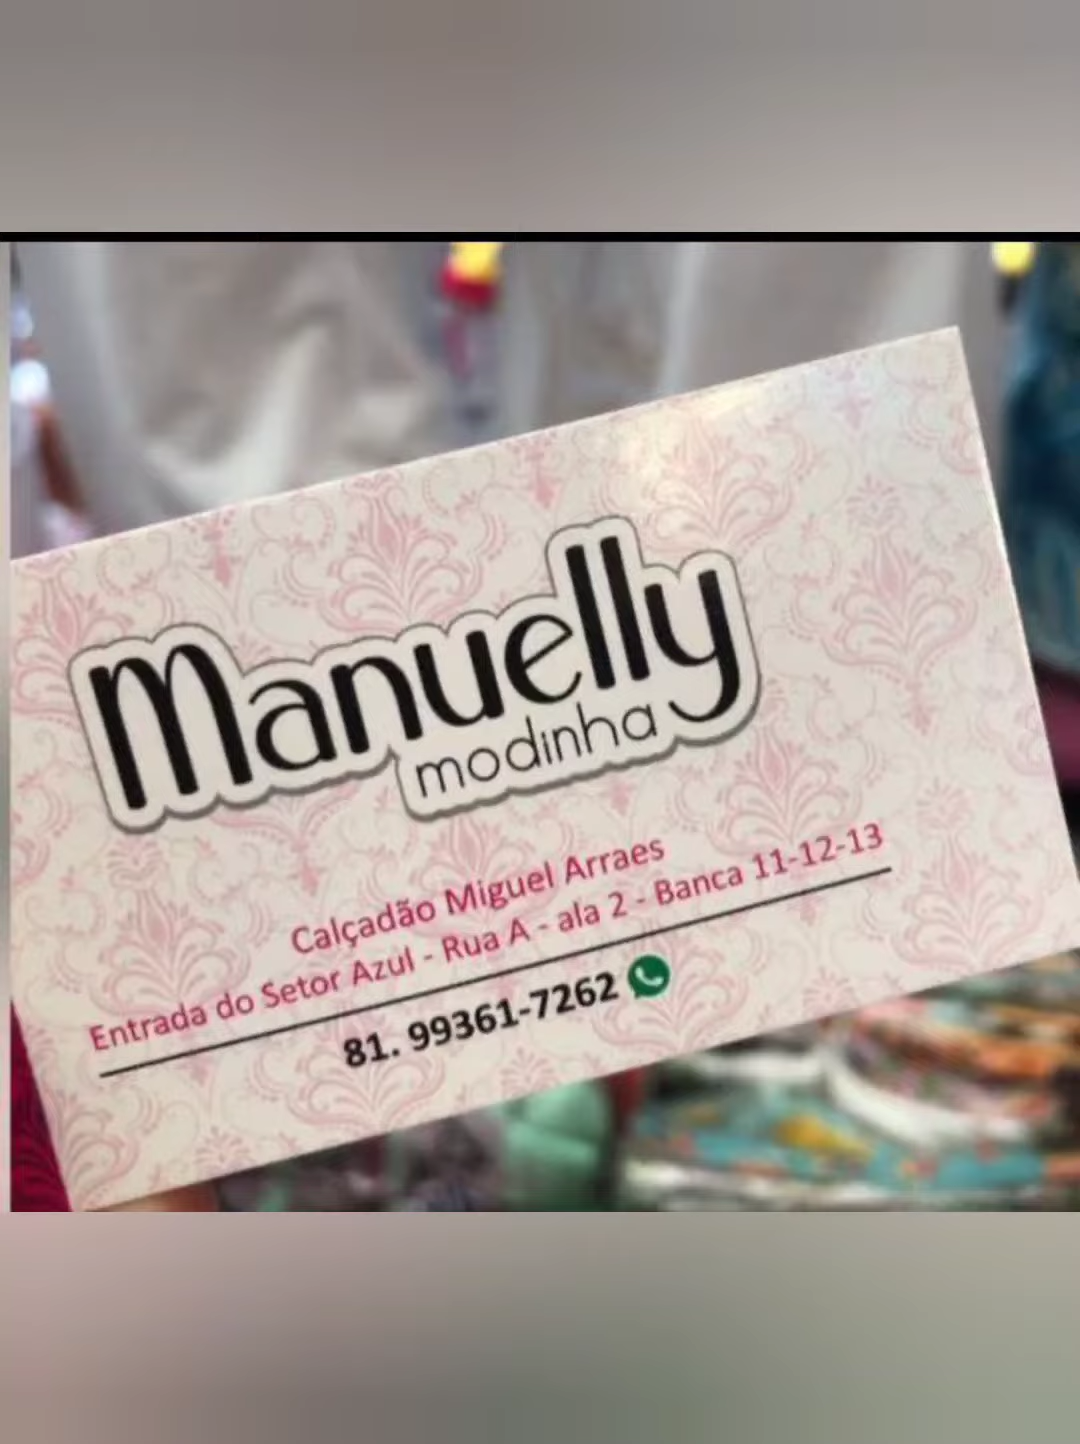 Manuelly
modinha
Calçadão Miguel Arraes
Entrada do Setor Azul - Rua A - ala 2 - Banca 11-12-13
81. 99361-7262